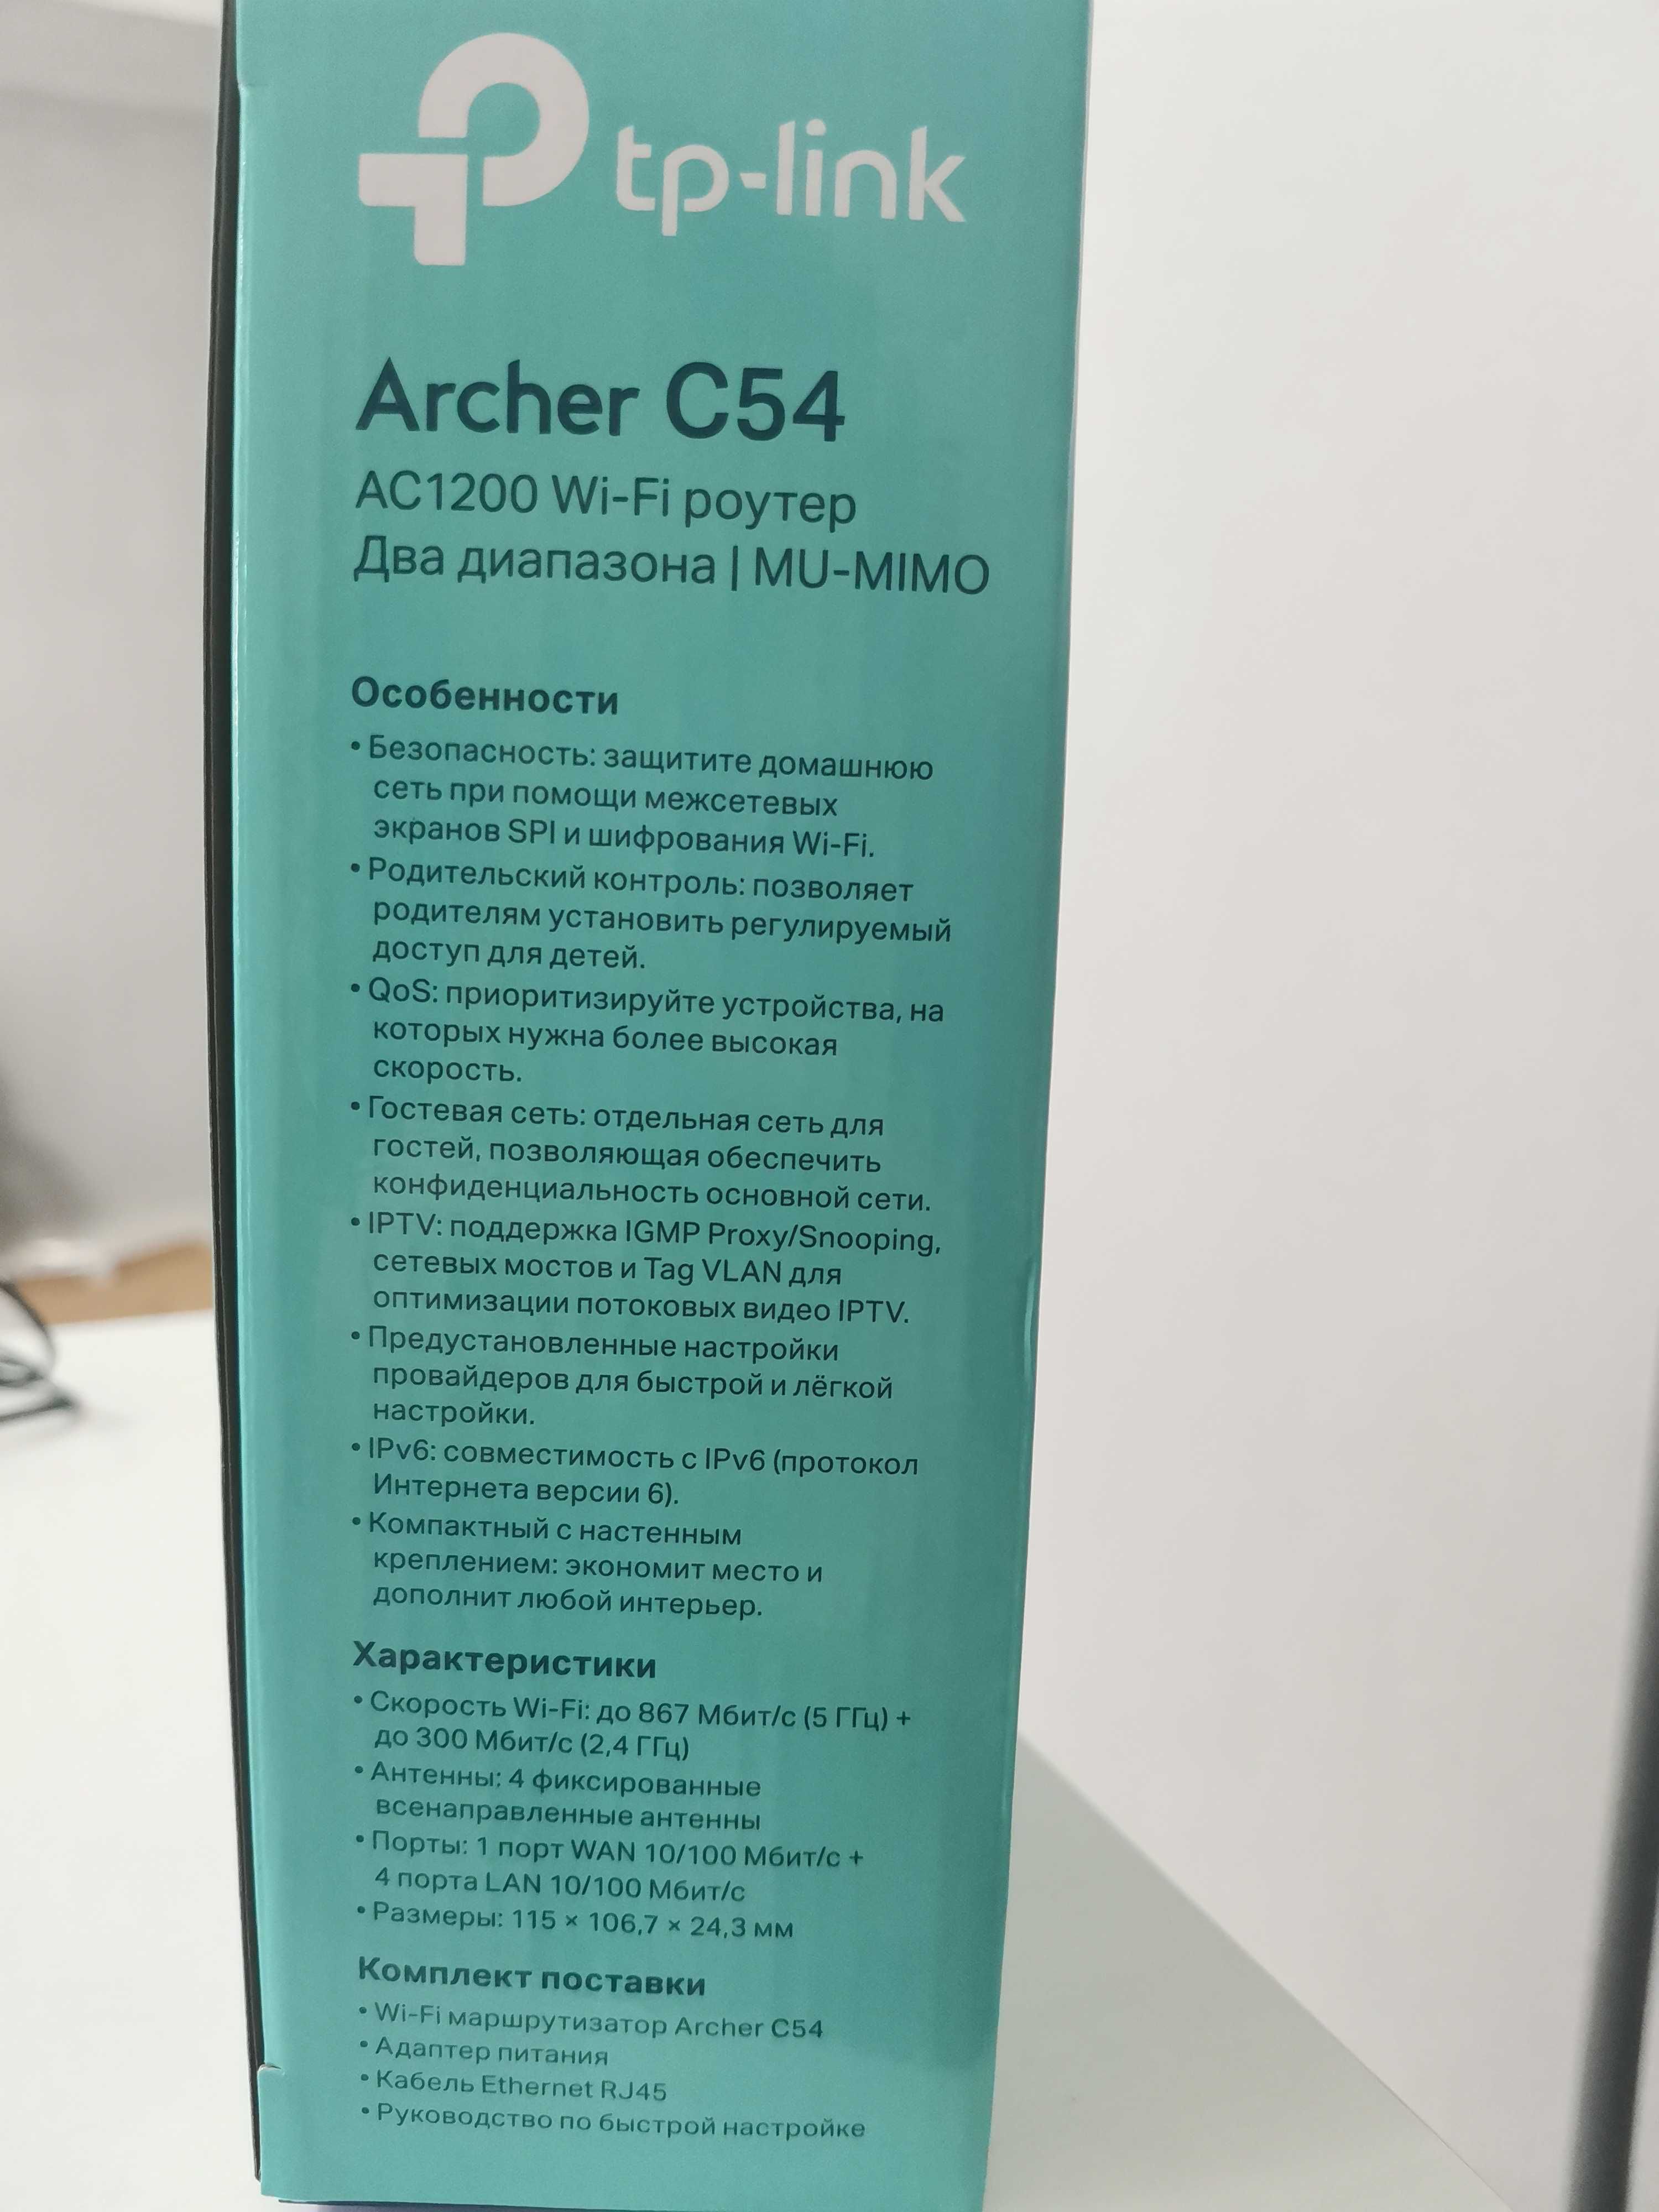 tp-link
Archer C54
AC1200 Wi-Fi роутер
Два диапазона | MU-MIMO
Особенности
• Безопасность: защитите домашнюю
сеть при помощи межсетевых
экранов SPI и шифрования Wi-Fi.
• Родительский контроль: позволяет
родителям установить регулируемый
доступ для детей.
• QoS: приоритизируйте устройства, на
которых нужна более высокая
скорость.
• Гостевая сеть: отдельная сеть для
гостей, позволяющая обеспечить
конфиденциальность основной сети.
• IPTV: поддержка IGMP Proxy/Snooping,
сетевых мостов и Tag VLAN для
оптимизации потоковых видео IPTV.
• Предустановленные настройки
провайдеров для быстрой и лёгкой
настройки.
• IPv6: совместимость с IPv6 (протокол
Интернета версии 6).
• Компактный с настенным
креплением: экономит место и
дополнит любой интерьер.
Характеристики
• Скорость Wi-Fi: до 867 Мбит/с (5 ГГц) +
до 300 Мбит/с (2,4 ГГц)
• Антенны: 4 фиксированные
всенаправленные антенны
• Порты: 1 порт WAN 10/100 Мбит/с +
4 порта LAN 10/100 Мбит/с
• Размеры: 115 × 106,7 × 24,3 мм
Комплект поставки
• Wi-Fi маршрутизатор Archer C54
• Адаптер питания
• Кабель Ethernet RJ45
• Руководство по быстрой настройке